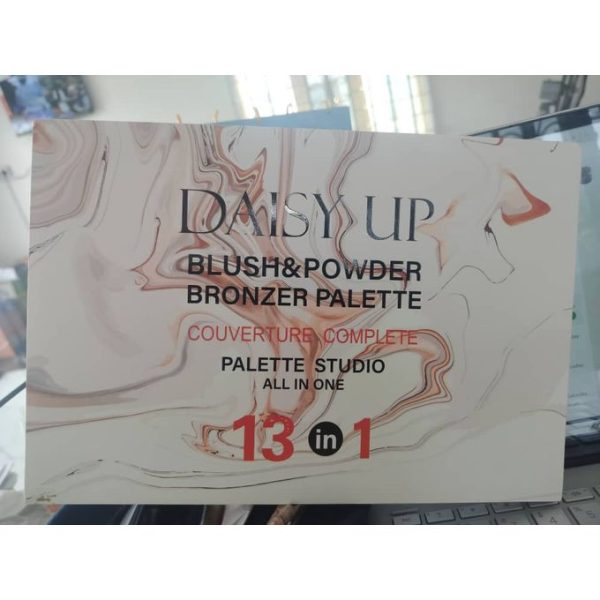 DAISY UP
BLUSH&POWDER
BRONZER PALETTE
COUVERTURE COMPLETE
PALETTE STUDIO
ALL IN ONE
13 in 1